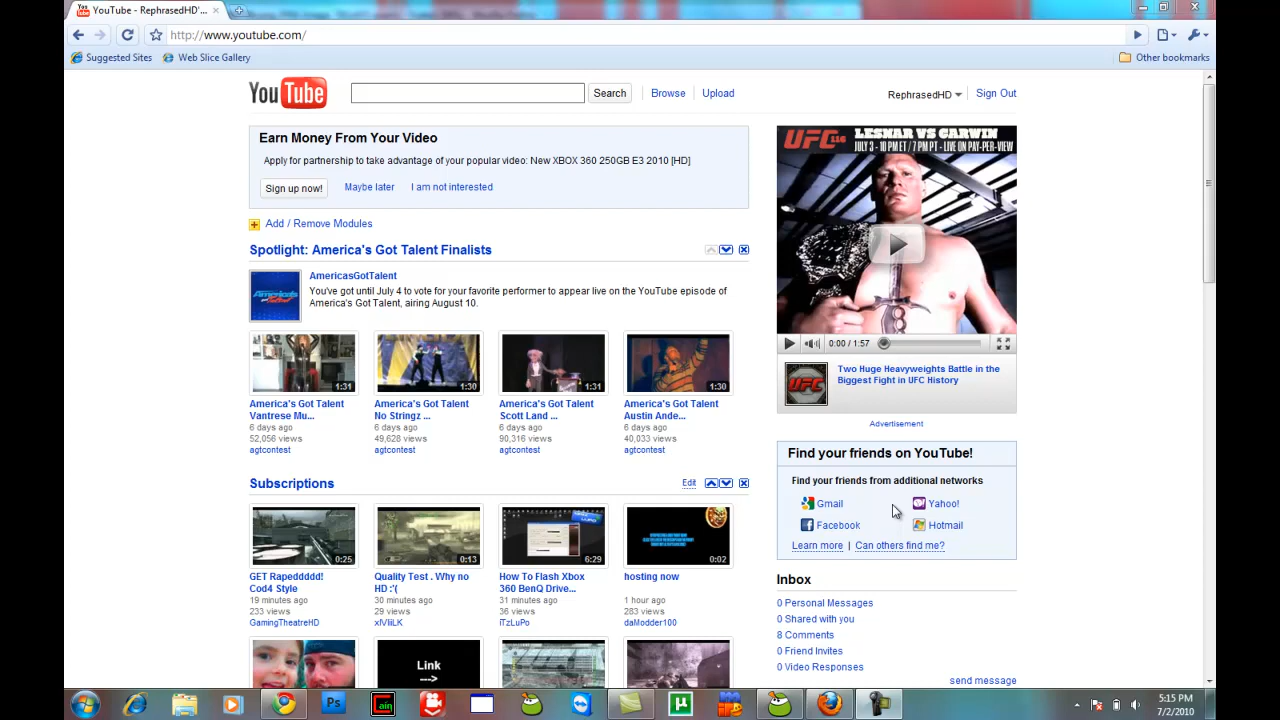 YouTube - RephrasedHD'...
http://www.youtube.com/
Suggested Sites
Web Slice Gallery
Other bookmarks
YouTube
Search
Browse
Upload
RephrasedHD
Sign Out
Earn Money From Your Video
Apply for partnership to take advantage of your popular video: New XBOX 360 250GB E3 2010 [HD]
Sign up now!
Maybe later
I am not interested
Add / Remove Modules
Spotlight: America's Got Talent Finalists
AmericasGotTalent
You've got until July 4 to vote for your favorite performer to appear live on the YouTube episode of
America's Got Talent, airing August 10.
1:31
1:30
1:31
1:30
America's Got Talent
Vantrese Mu...
6 days ago
52,056 views
agtcontest
America's Got Talent
No Stringz ...
6 days ago
49,628 views
agtcontest
America's Got Talent
Scott Land ...
6 days ago
90,316 views
agtcontest
America's Got Talent
Austin Ande...
6 days ago
40,033 views
agtcontest
Subscriptions
Edit
0:25
0:13
6:29
0:02
GET Rapeddddd!
Cod4 Style
19 minutes ago
233 views
GamingTheatreHD
Quality Test . Why no
HD :'(
30 minutes ago
29 views
xIVIiiLK
How To Flash Xbox
360 BenQ Drive...
31 minutes ago
36 views
iTzLuPo
hosting now
1 hour ago
283 views
daModder100
Link
--->
UFC 116 LESNAR VS CARWIN
JULY 3 - 10PM ET / 7PM PT - LIVE ON PAY-PER-VIEW
0:00 / 1:57
UFC
Two Huge Heavyweights Battle in the
Biggest Fight in UFC History
Advertisement
Find your friends on YouTube!
Find your friends from additional networks
Gmail
Yahoo!
Facebook
Hotmail
Learn more | Can others find me?
Inbox
0 Personal Messages
0 Shared with you
8 Comments
0 Friend Invites
0 Video Responses
send message
Ps
Cain
5:15 PM
7/2/2010